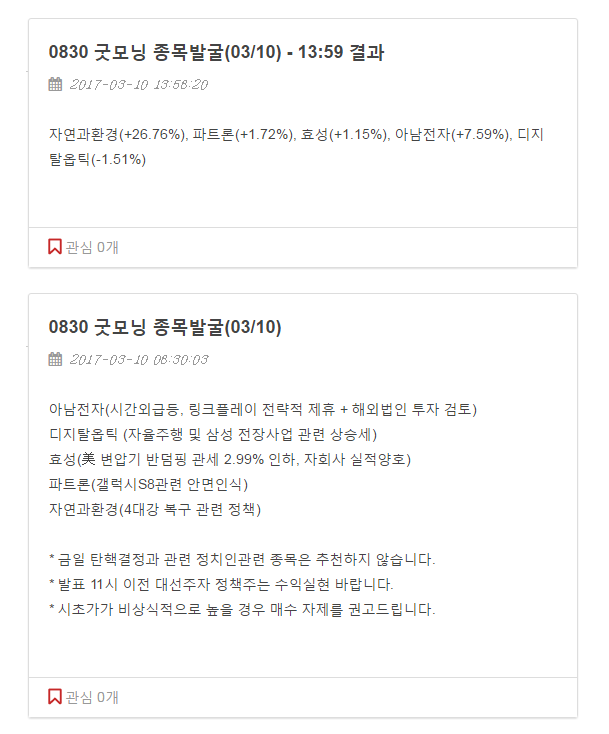 0830 굿모닝 종목발굴(03/10) - 13:59 결과
2017-03-10 13:56:20
자연과환경(+26.76%), 파트론(+1.72%), 효성(+1.15%), 아남전자(+7.59%), 디지
탈옵틱(-1.51%)
관심 0개
0830 굿모닝 종목발굴(03/10)
2017-03-10 08:30:03
아남전자(시간외급등, 링크플레이 전략적 제휴 + 해외법인 투자 검토)
디지탈옵틱 (자율주행 및 삼성 전장사업 관련 상승세)
효성(美 변압기 반덤핑 관세 2.99% 인하, 자회사 실적양호)
파트론(갤럭시S8관련 안면인식)
자연과환경(4대강 복구 관련 정책)
* 금일 탄핵결정과 관련 정치인관련 종목은 추천하지 않습니다.
* 발표 11시 이전 대선주자 정책주는 수익실현 바랍니다.
* 시초가가 비상식적으로 높을 경우 매수 자제를 권고드립니다.
관심 0개